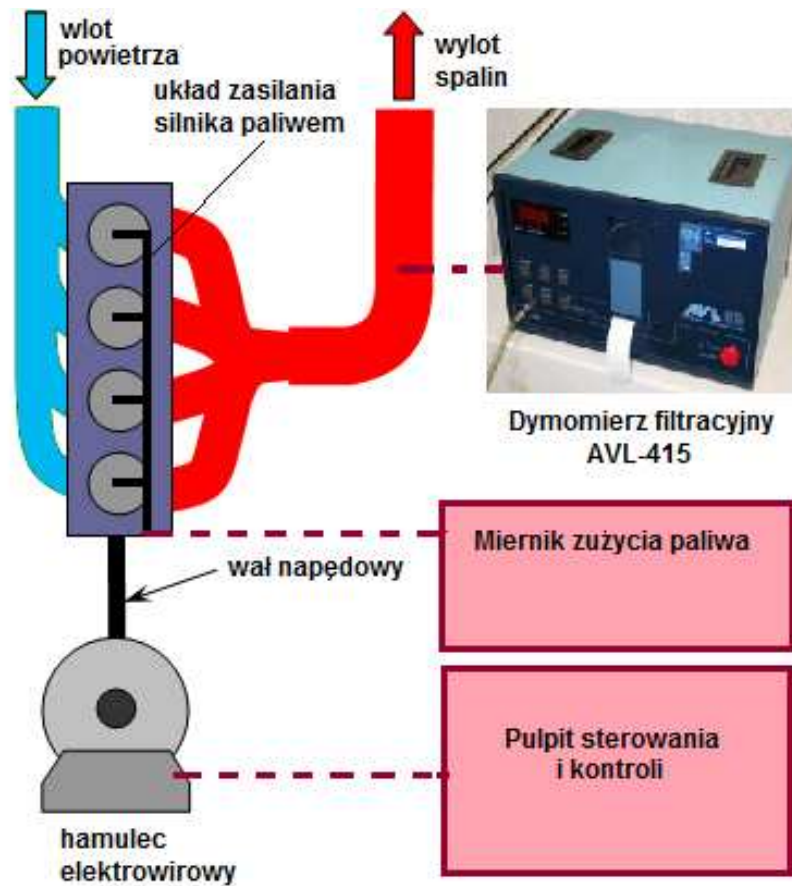 wlot
powietrza
układ zasilania
silnika paliwem
wylot
spalin
AVL
Dymomierz filtracyjny
AVL-415
Miernik zużycia paliwa
wał napędowy
Pulpit sterowania
i kontroli
hamulec
elektrowirowy